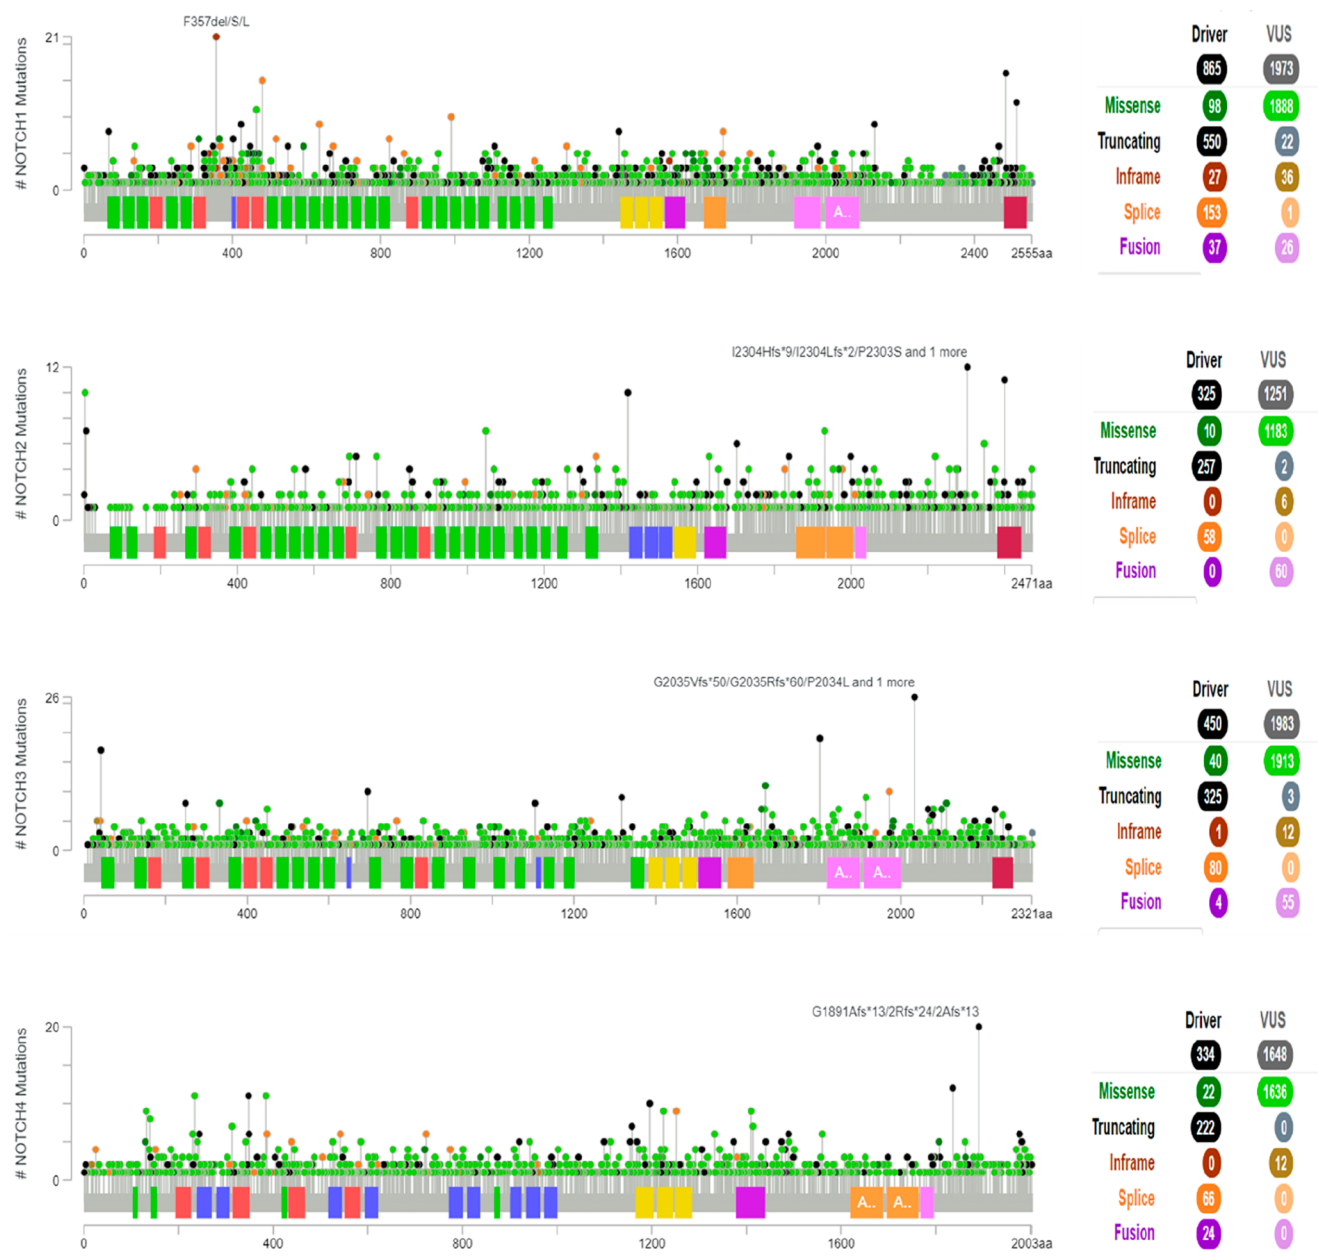 F357del/S/L
# NOTCH1 Mutations
21
0
A..
0
400
800
1200
1600
2000
2400
2555aa
Driver VUS
865 1973
Missense 98 1888
Truncating 550 22
Inframe 27 36
Splice 153 1
Fusion 37 26
I2304Hfs*9/I2304Lfs*2/P2303S and 1 more
# NOTCH2 Mutations
12
0
0
400
800
1200
1600
2000
2471aa
Driver VUS
325 1251
Missense 10 1183
Truncating 257 2
Inframe 0 6
Splice 58 0
Fusion 0 60
G2035Vfs*50/G2035Rfs*60/P2034L and 1 more
# NOTCH3 Mutations
26
0
A.. A..
0
400
800
1200
1600
2000
2321aa
Driver VUS
450 1983
Missense 40 1913
Truncating 325 3
Inframe 1 12
Splice 80 0
Fusion 4 55
G1891Afs*13/2Rfs*24/2Afs*13
# NOTCH4 Mutations
20
0
A.. A..
0
400
800
1200
1600
2003aa
Driver VUS
334 1648
Missense 22 1636
Truncating 222 0
Inframe 0 12
Splice 66 0
Fusion 24 0